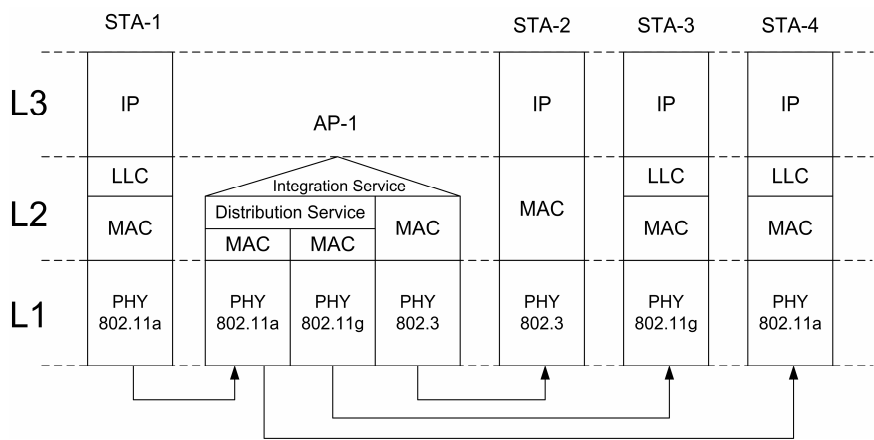 STA-1
STA-2
STA-3
STA-4
L3
IP
AP-1
IP
IP
IP
L2
LLC
MAC
Integration Service
Distribution Service
MAC
MAC
MAC
MAC
LLC
MAC
LLC
MAC
L1
PHY
802.11a
PHY
802.11a
PHY
802.11g
PHY
802.3
PHY
802.3
PHY
802.11g
PHY
802.11a